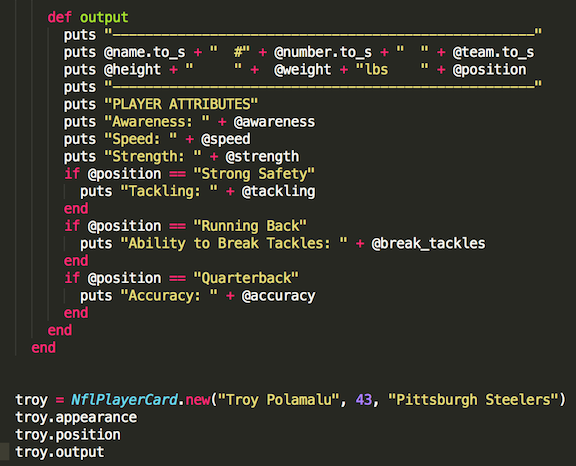 def output
puts "----------------------------------------------------"
puts @name.to_s + "  #" + @number.to_s + "  " + @team.to_s
puts @height + "     " +  @weight + "lbs    " + @position
puts "----------------------------------------------------"
puts "PLAYER ATTRIBUTES"
puts "Awareness: " + @awareness
puts "Speed: " + @speed
puts "Strength: " + @strength
if @position == "Strong Safety"
puts "Tackling: " + @tackling
end
if @position == "Running Back"
puts "Ability to Break Tackles: " + @break_tackles
end
if @position == "Quarterback"
puts "Accuracy: " + @accuracy
end
end
end
troy = NflPlayerCard.new("Troy Polamalu", 43, "Pittsburgh Steelers")
troy.appearance
troy.position
troy.output